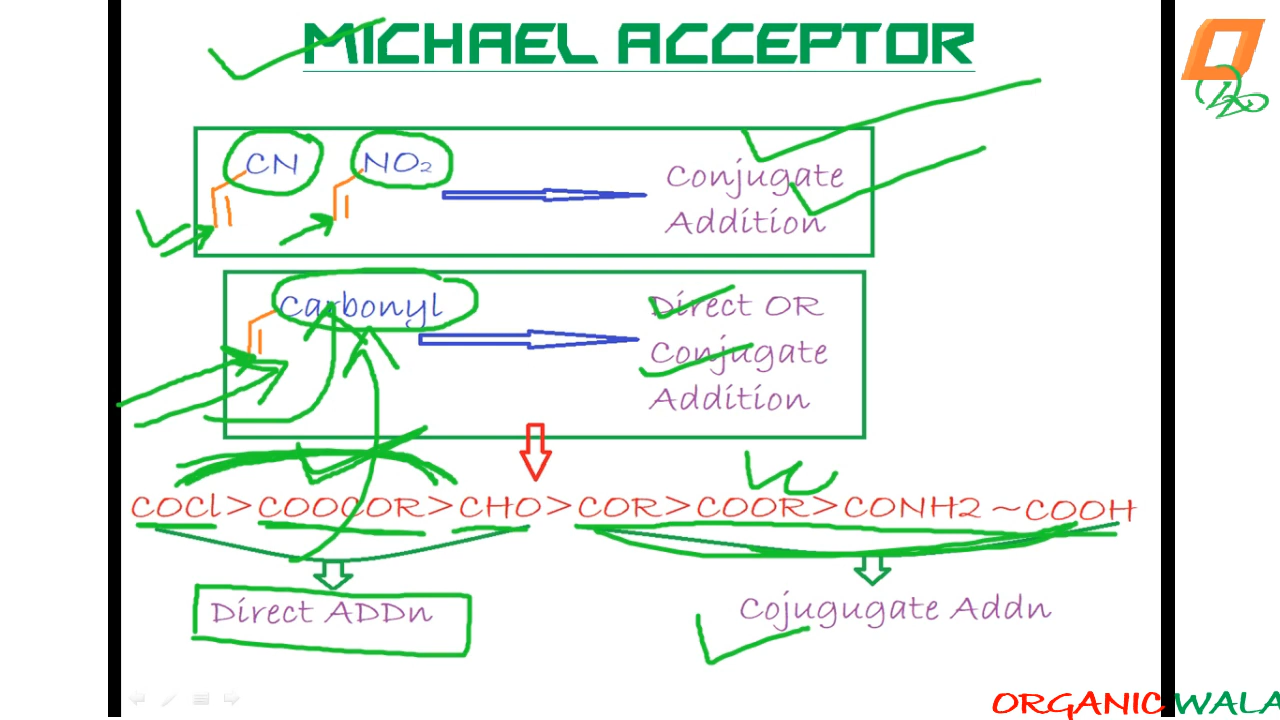 MICHAEL ACCEPTOR
CN NO₂
Conjugate
Addition
Carbonyl
Direct OR
Conjugate
Addition
COCl>COOCOR>CHO>COR>COOR>CONH2 ~COOH
Direct ADDn
Cojugugate Addn
ORGANIC WALA